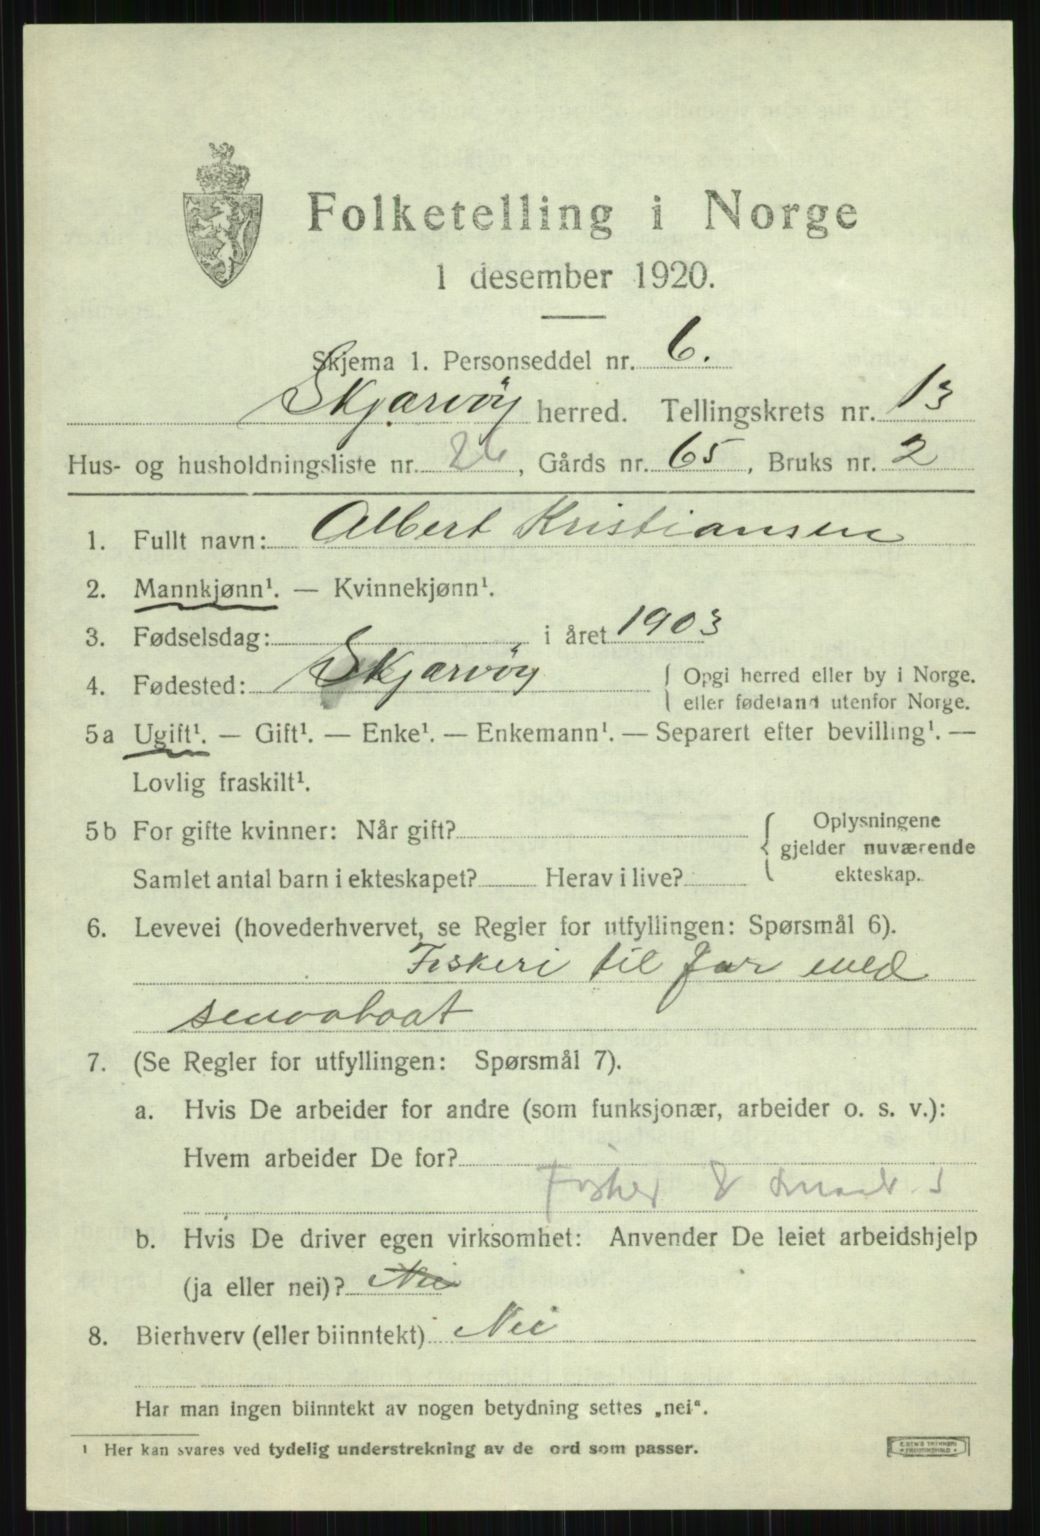 Folketelling i Norge
1 desember 1920.
Skjema 1. Personseddel nr. 6.
Skjærvöy herred. Tellingskrets nr. 13
Hus- og husholdningsliste nr. 26, Gårds nr. 65, Bruks nr. 2
1. Fullt navn: Albert Kristiansen
2. Mannkjønn¹. — Kvinnekjønn¹.
3. Fødselsdag: i året 1903
4. Fødested: Skjærvöy { Opgi herred eller by i Norge.
eller fødeland utenfor Norge.
5a Ugift¹. — Gift¹. — Enke¹. — Enkemann¹. — Separert efter bevilling¹. —
Lovlig fraskilt¹.
5b For gifte kvinner: Når gift? { Oplysningene
gjelder nuværende
Samlet antal barn i ekteskapet? Herav i live? ekteskap.
6. Levevei (hovederhvervet, se Regler for utfyllingen: Spørsmål 6).
Fiskeri til far med
smaabaat
7. (Se Regler for utfyllingen: Spørsmål 7).
a. Hvis De arbeider for andre (som funksjonær, arbeider o. s. v.):
Hvem arbeider De for?
b. Hvis De driver egen virksomhet: Anvender De leiet arbeidshjelp
(ja eller nei)? Nei
8. Bierhverv (eller biinntekt) Nei
Har man ingen biinntekt av nogen betydning settes „nei".
¹ Her kan svares ved tydelig understrekning av de ord som passer.